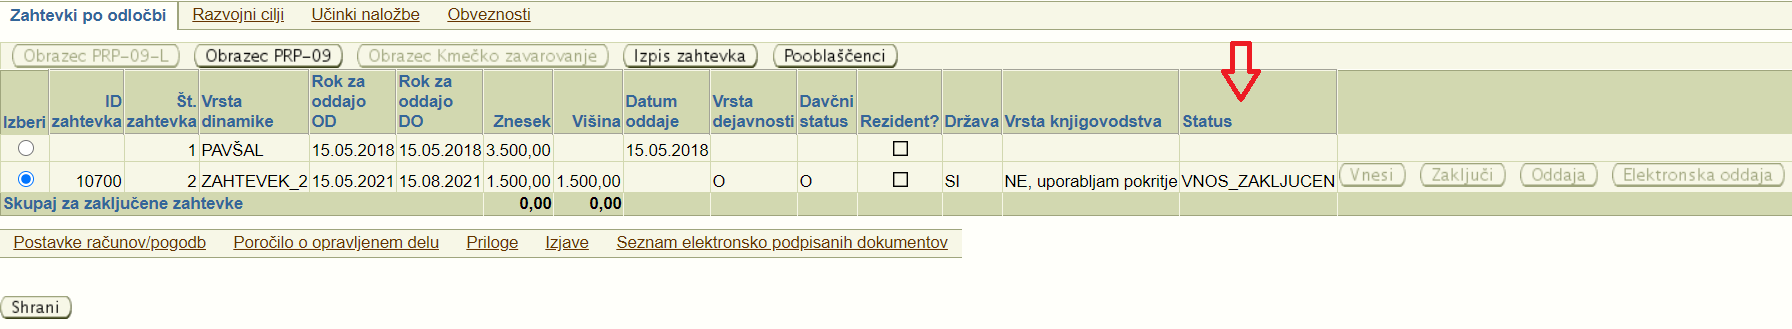 Zahtevki po odločbi Razvojni cilji Učinki naložbe Obveznosti
Obrazec PRP-09-L Obrazec PRP-09 Obrazec Kmečko zavarovanje Izpis zahtevka Pooblaščenci
Izberi ID zahtevka Št. zahtevka Vrsta dinamike Rok za oddajo OD Rok za oddajo DO Znesek Višina Datum oddaje Vrsta dejavnosti Davčni status Rezident? Država Vrsta knjigovodstva Status
1 PAVŠAL 15.05.2018 15.05.2018 3.500,00 15.05.2018
10700 2 ZAHTEVEK_2 15.05.2021 15.08.2021 1.500,00 1.500,00 O O SI NE, uporabljam pokritje VNOS_ZAKLJUCEN Vnesi Zaključi Oddaja Elektronska oddaja
Skupaj za zaključene zahtevke 0,00 0,00
Postavke računov/pogodb Poročilo o opravljenem delu Priloge Izjave Seznam elektronsko podpisanih dokumentov
Shrani